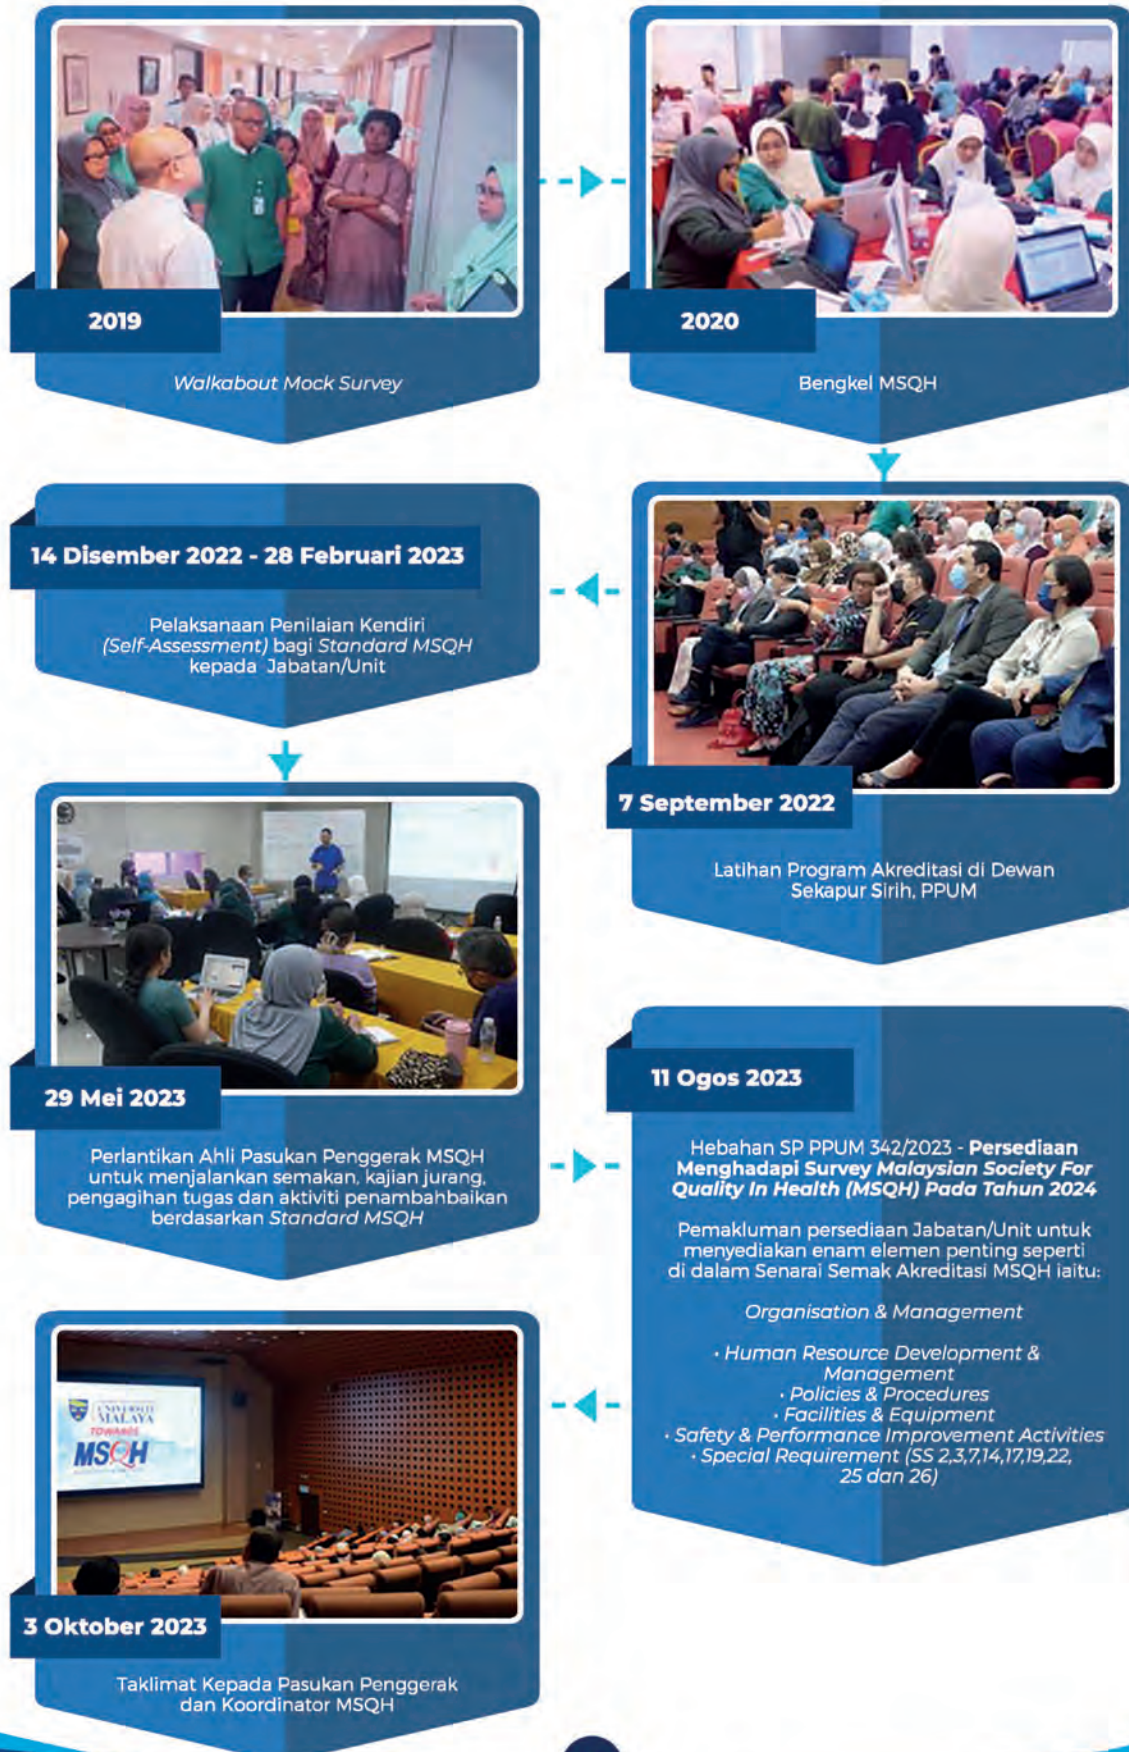 2019
Walkabout Mock Survey
2020
Bengkel MSQH
7 September 2022
Latihan Program Akreditasi di Dewan
Sekapur Sirih, PPUM
14 Disember 2022 - 28 Februari 2023
Pelaksanaan Penilaian Kendiri
(Self-Assessment) bagi Standard MSQH
kepada Jabatan/Unit
29 Mei 2023
Perlantikan Ahli Pasukan Penggerak MSQH
untuk menjalankan semakan, kajian jurang,
pengagihan tugas dan aktiviti penambahbaikan
berdasarkan Standard MSQH
11 Ogos 2023
Hebahan SP PPUM 342/2023 - Persediaan
Menghadapi Survey Malaysian Society For
Quality In Health (MSQH) Pada Tahun 2024
Pemakluman persediaan Jabatan/Unit untuk
menyediakan enam elemen penting seperti
di dalam Senarai Semak Akreditasi MSQH iaitu:
Organisation & Management
• Human Resource Development &
Management
• Policies & Procedures
• Facilities & Equipment
• Safety & Performance Improvement Activities
• Special Requirement (SS 2,3,7,14,17,19,22,
25 dan 26)
UNIVERSITI
MALAYA
TOWARDS
MSQH
3 Oktober 2023
Taklimat Kepada Pasukan Penggerak
dan Koordinator MSQH